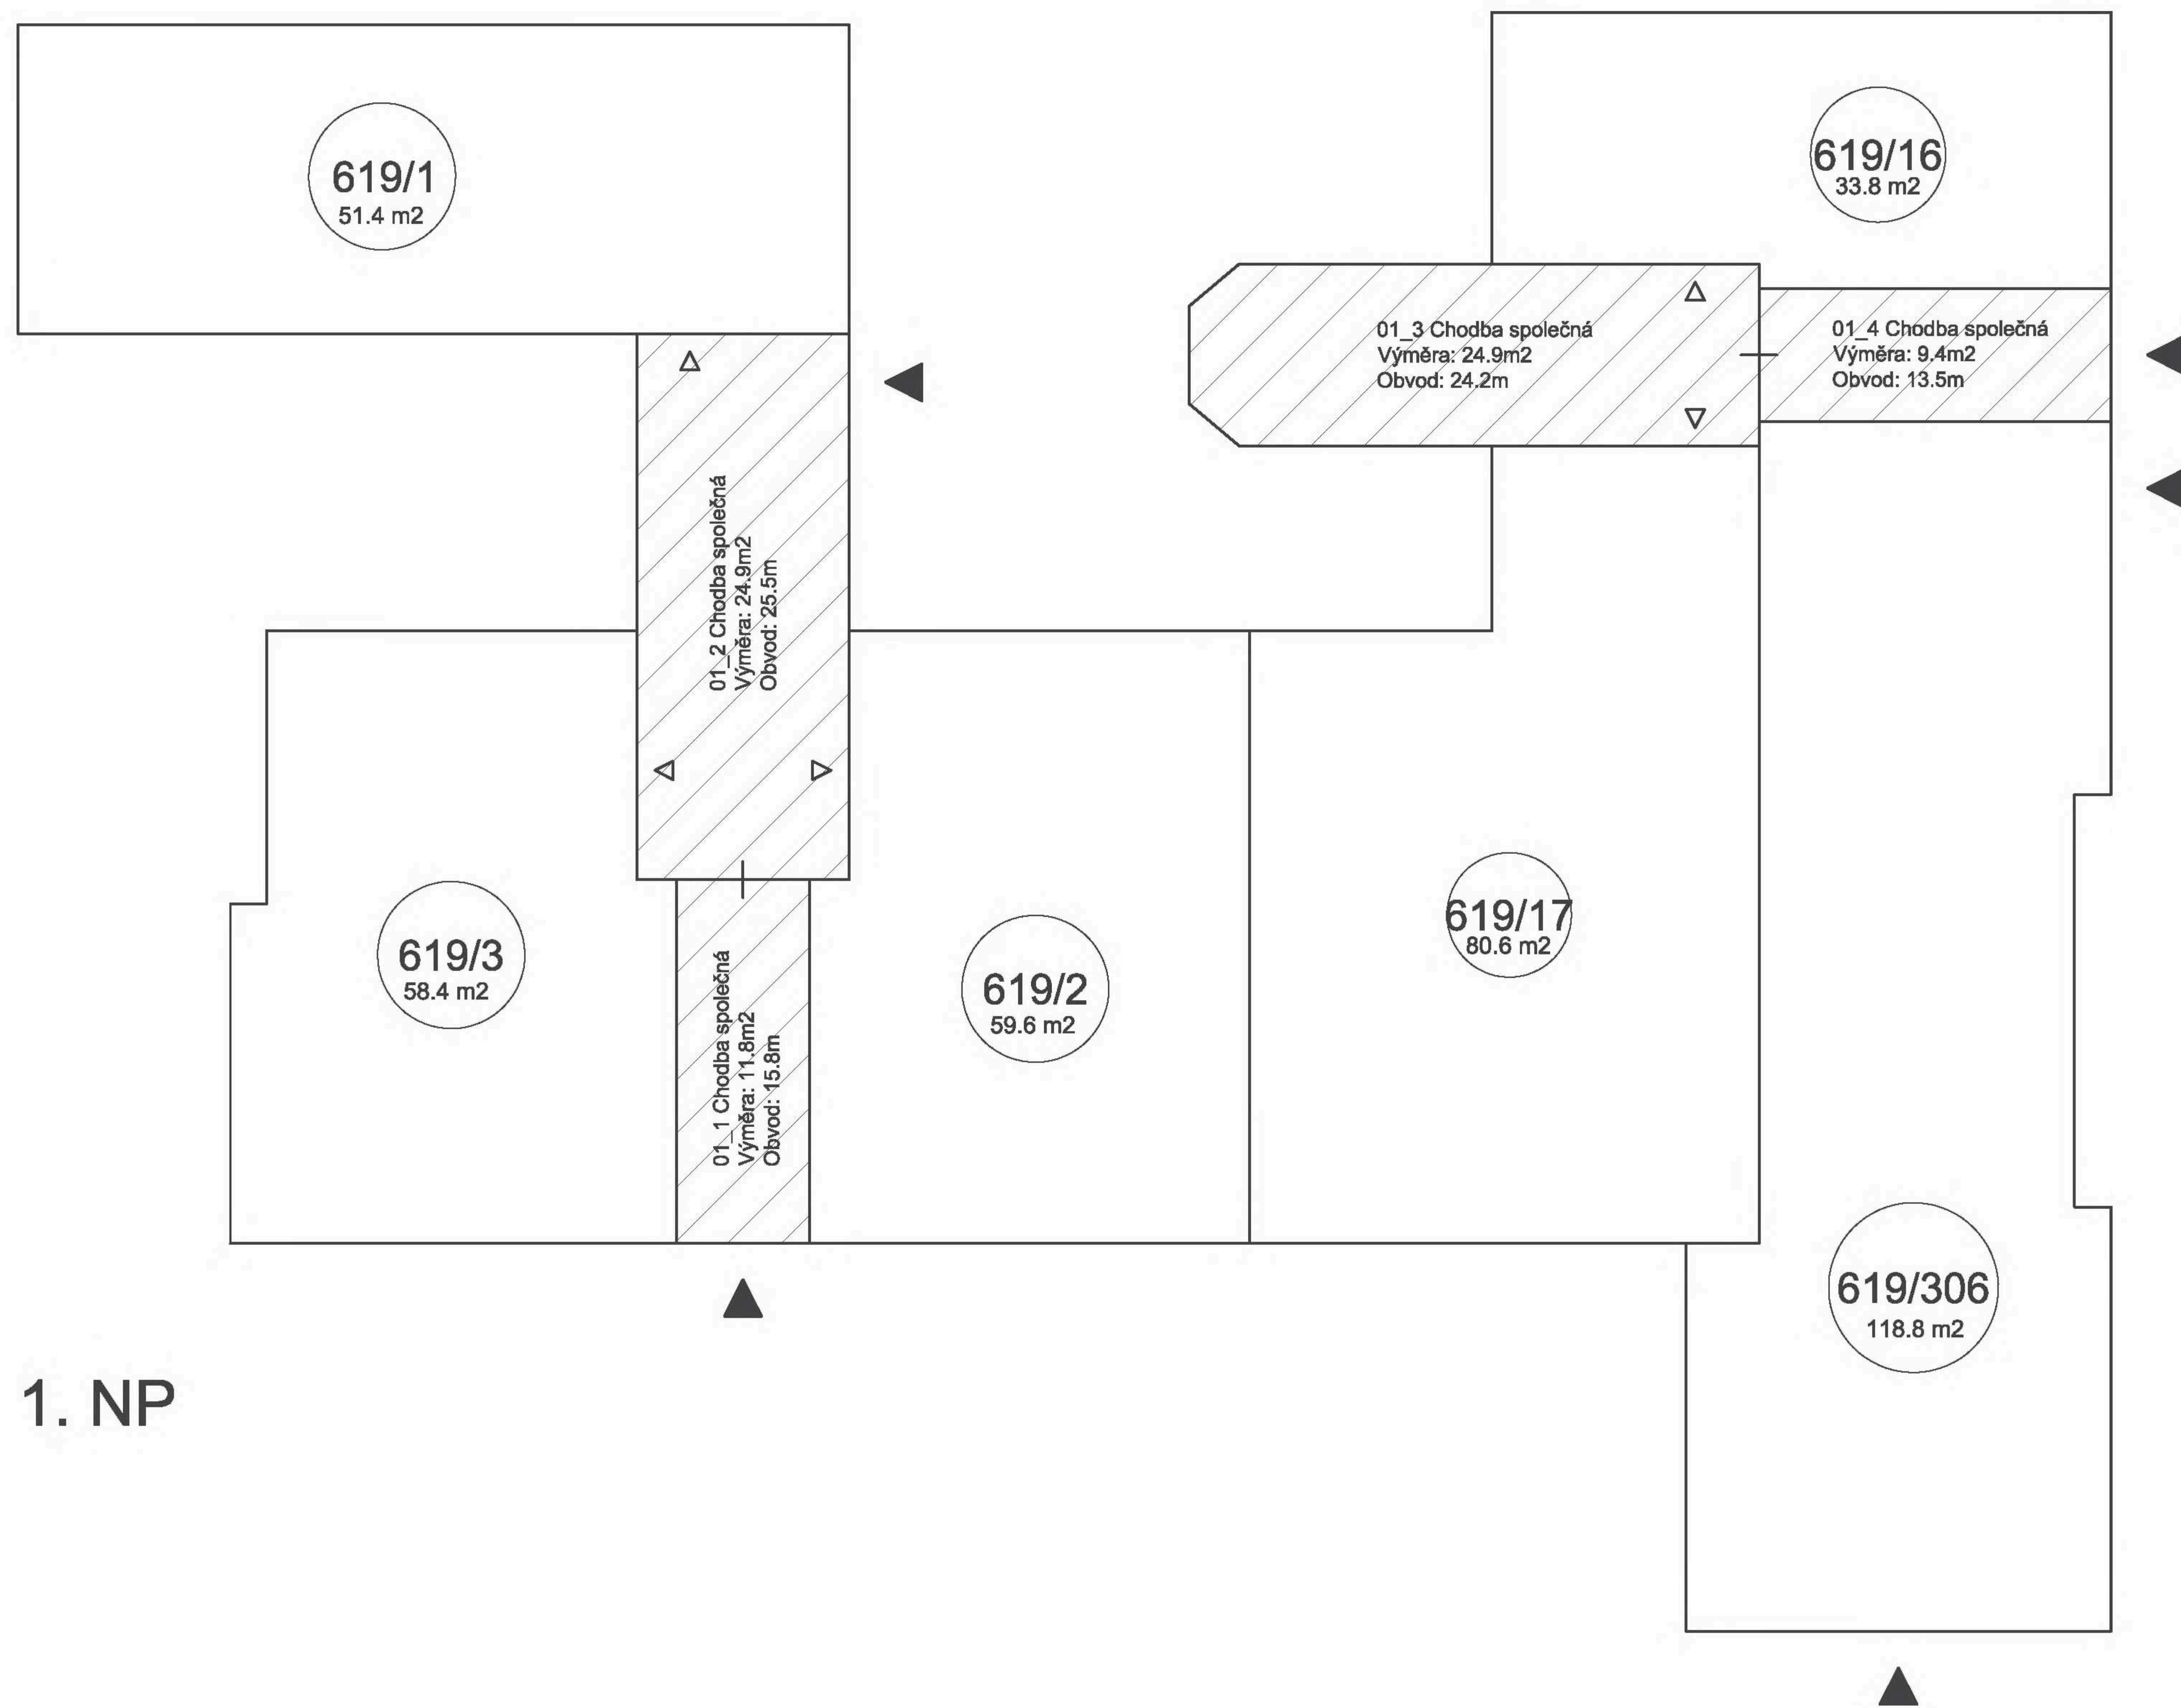 619/1
51.4 m2
619/16
33.8 m2
01_3 Chodba společná
Výměra: 24.9m2
Obvod: 24.2m
01_4 Chodba společná
Výměra: 9.4m2
Obvod: 13.5m
01_2 Chodba společná
Výměra: 24.9m2
Obvod: 25.5m
619/3
58.4 m2
01_1 Chodba společná
Výměra: 11.8m2
Obvod: 15.8m
619/2
59.6 m2
619/17
80.6 m2
619/306
118.8 m2
1. NP